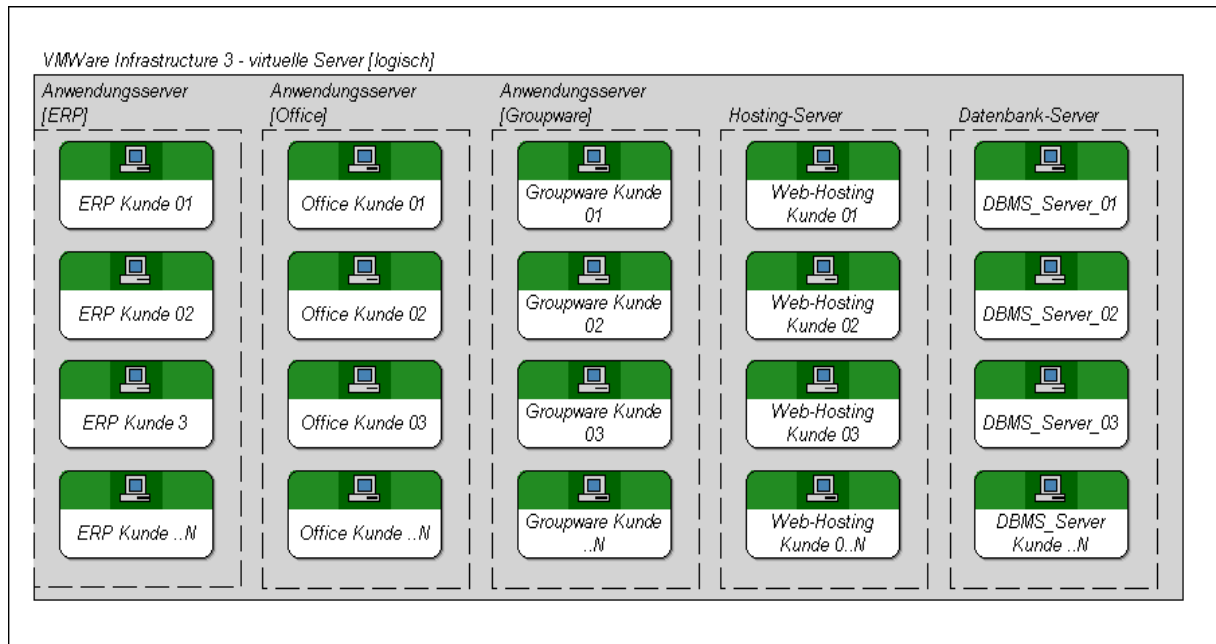 VMWare Infrastructure 3 - virtuelle Server [logisch]
Anwendungsserver
[ERP]
ERP Kunde 01
ERP Kunde 02
ERP Kunde 3
ERP Kunde ..N
Anwendungsserver
[Office]
Office Kunde 01
Office Kunde 02
Office Kunde 03
Office Kunde ..N
Anwendungsserver
[Groupware]
Groupware Kunde
01
Groupware Kunde
02
Groupware Kunde
03
Groupware Kunde
..N
Hosting-Server
Web-Hosting
Kunde 01
Web-Hosting
Kunde 02
Web-Hosting
Kunde 03
Web-Hosting
Kunde 0..N
Datenbank-Server
DBMS_Server_01
DBMS_Server_02
DBMS_Server_03
DBMS_Server
Kunde ..N